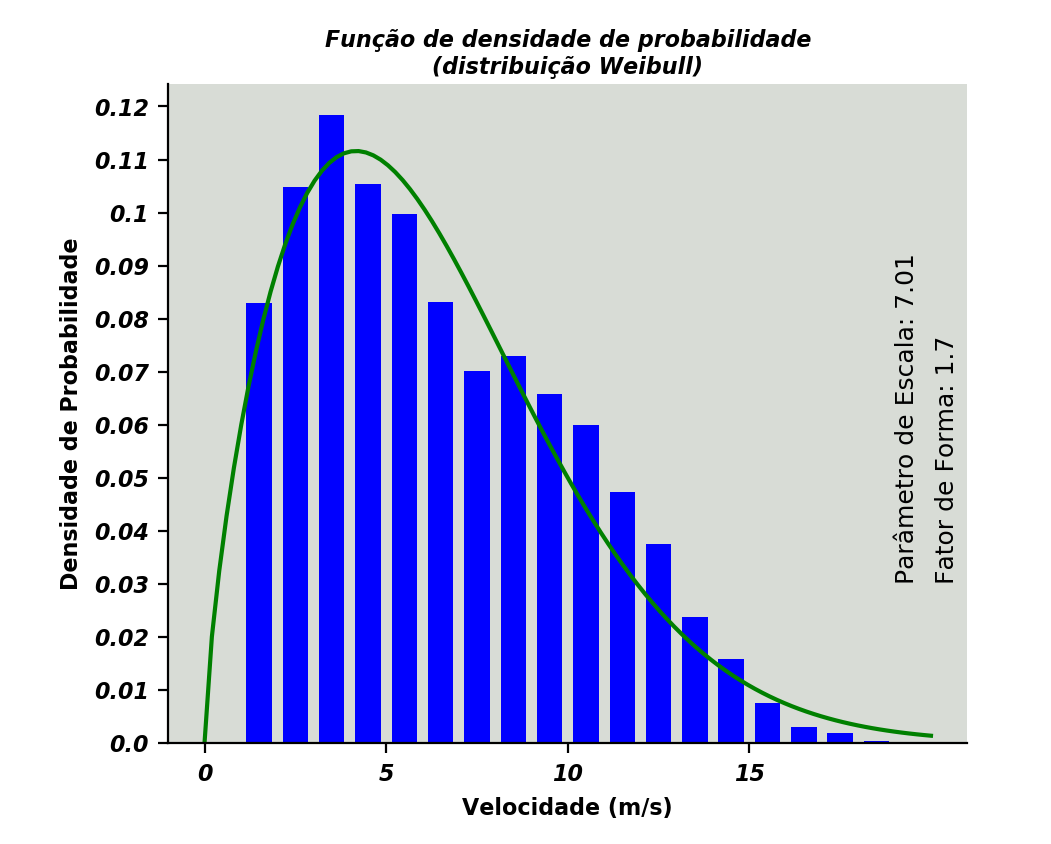 Função de densidade de probabilidade
(distribuição Weibull)
0.12
0.11
0.1
0.09
0.08
0.07
0.06
0.05
0.04
0.03
0.02
0.01
0.0
Densidade de Probabilidade
Parâmetro de Escala: 7.01
Fator de Forma: 1.7
0
5
10
15
Velocidade (m/s)